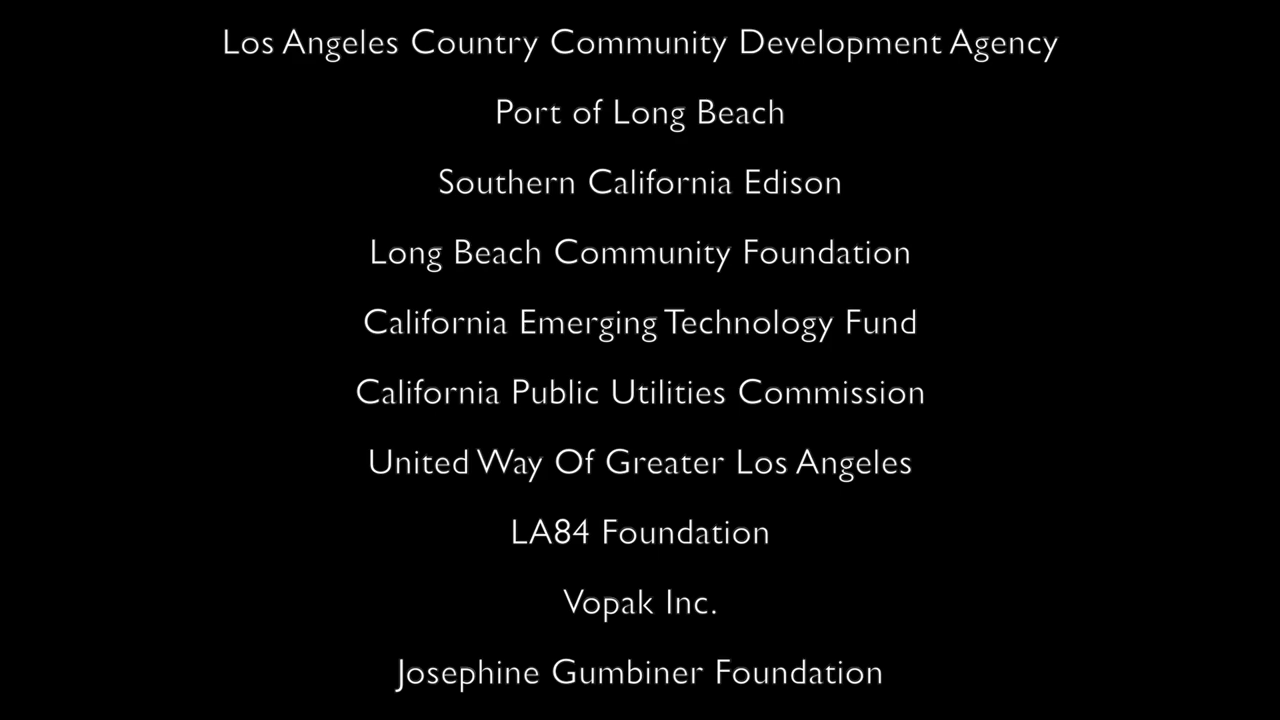 Los Angeles Country Community Development Agency
Port of Long Beach
Southern California Edison
Long Beach Community Foundation
California Emerging Technology Fund
California Public Utilities Commission
United Way Of Greater Los Angeles
LA84 Foundation
Vopak Inc.
Josephine Gumbiner Foundation